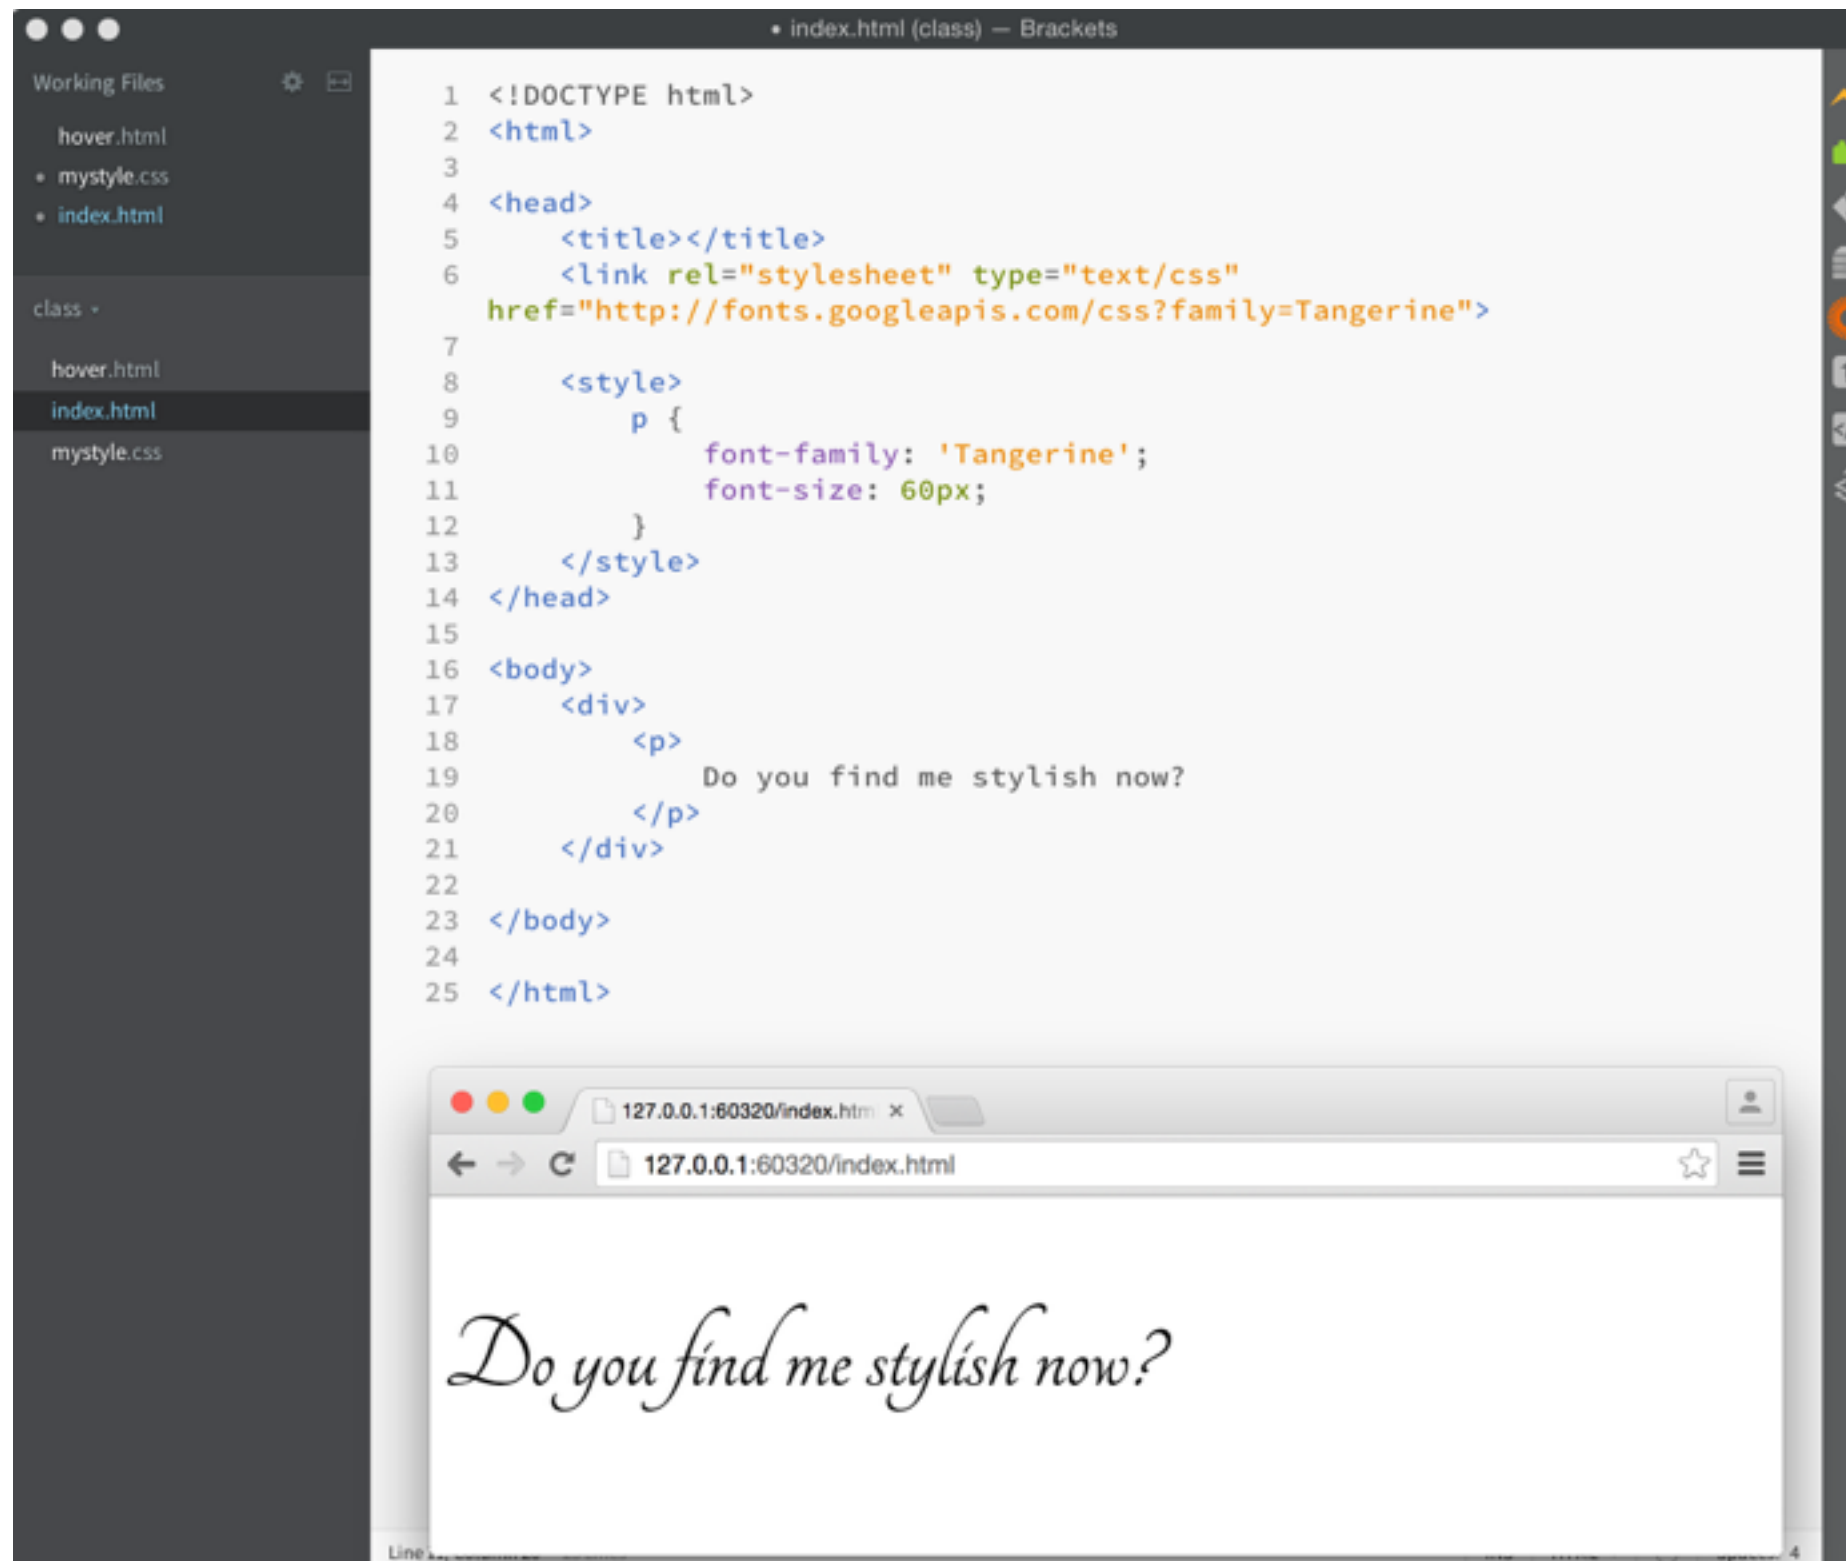 • index.html (class) — Brackets
Working Files
hover.html
• mystyle.css
• index.html
class
hover.html
index.html
mystyle.css
1 <!DOCTYPE html>
2 <html>
3
4 <head>
5 <title></title>
6 <link rel="stylesheet" type="text/css"
href="http://fonts.googleapis.com/css?family=Tangerine">
7
8 <style>
9 p {
10 font-family: 'Tangerine';
11 font-size: 60px;
12 }
13 </style>
14 </head>
15
16 <body>
17 <div>
18 <p>
19 Do you find me stylish now?
20 </p>
21 </div>
22
23 </body>
24
25 </html>
127.0.0.1:60320/index.htm
127.0.0.1:60320/index.html
Do you find me stylish now?
Line
4